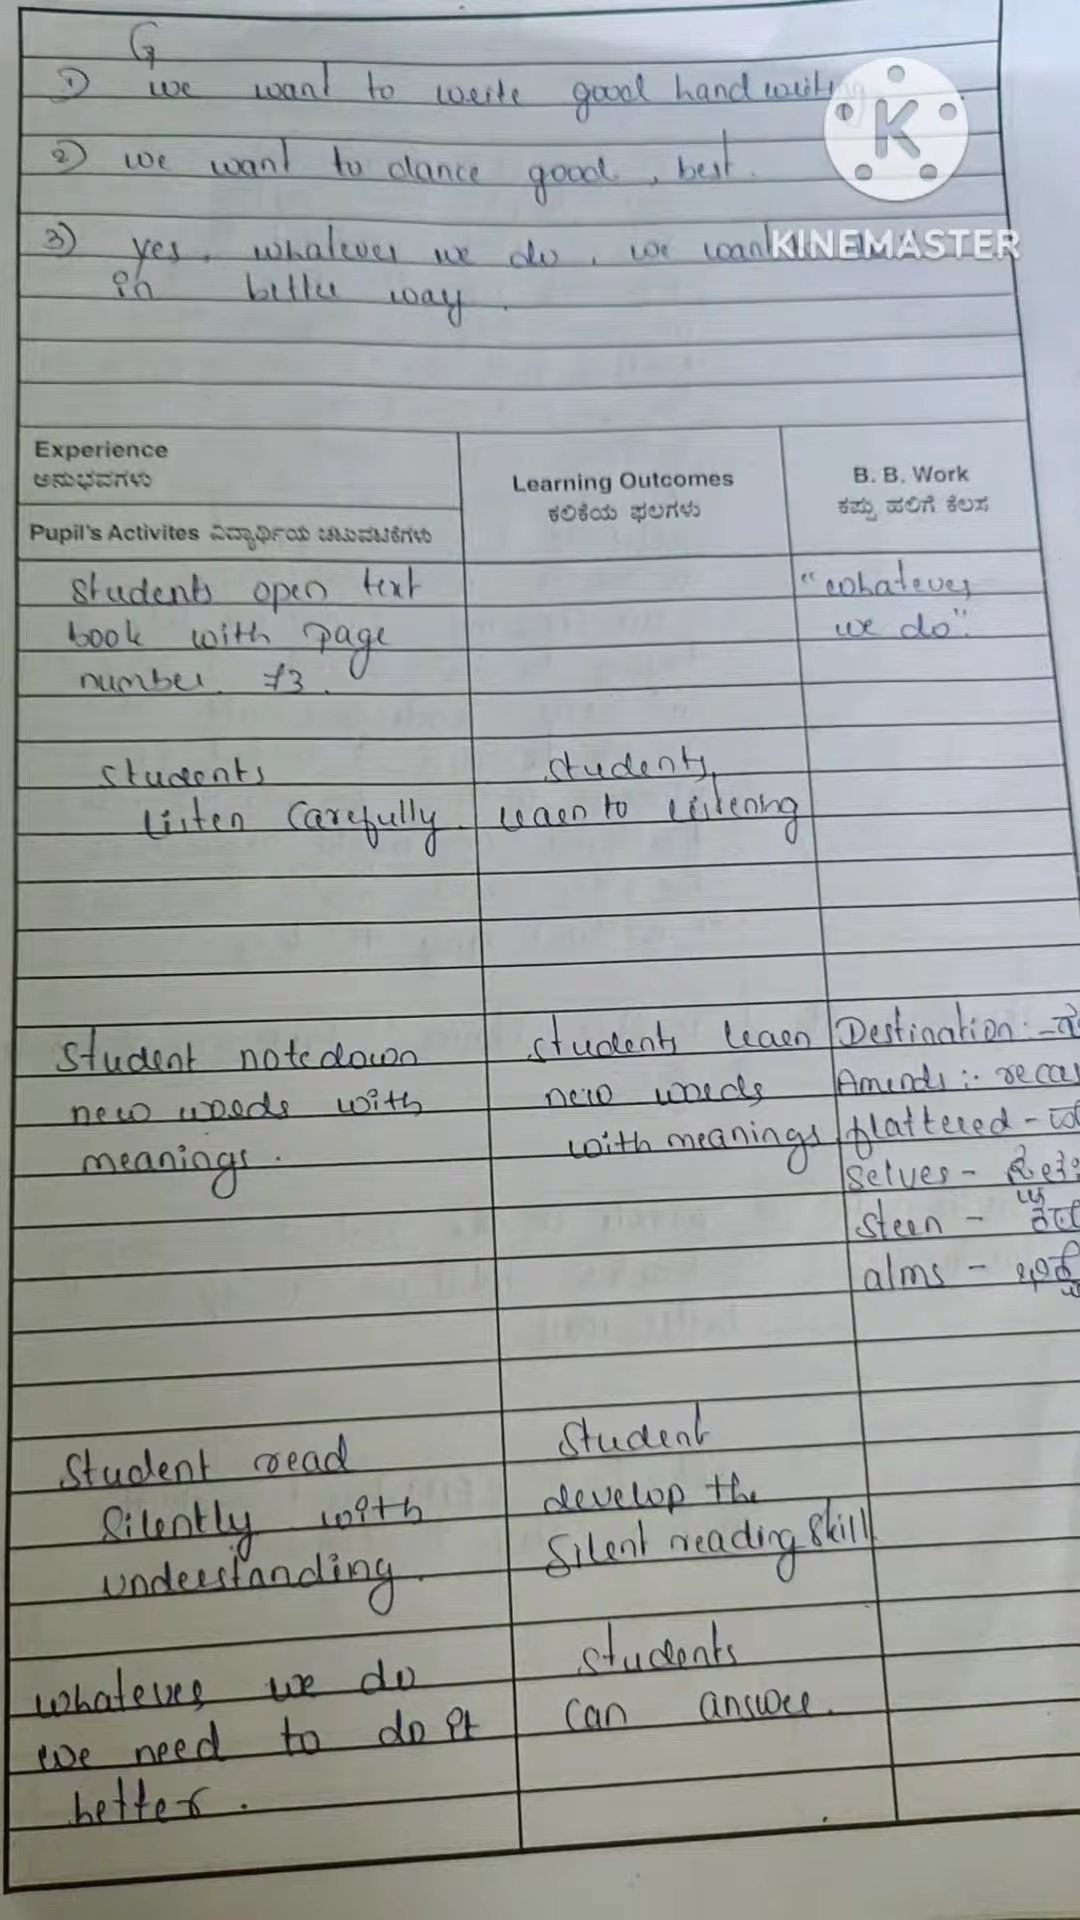 G
1) we want to write good hand writing
2) we want to dance good, best.
3) yes, whatever we do, we want
in better way.
KINEMASTER
Experience
ಅನುಭವಗಳು
Pupil's Activites ವಿದ್ಯಾರ್ಥಿಯ ಚಟುವಟಿಕೆಗಳು
Learning Outcomes
ಕಲಿಕೆಯ ಫಲಗಳು
B. B. Work
ಕಪ್ಪು ಹಲಿಗೆ ಕೆಲಸ
Students open text
book with page
number 73.
"whatever
we do".
students
listen carefully.
students
learn to listening
Student notedown
new words with
meanings.
students learn
new words
with meanings
Destination :-
Amends :-
flattered -
Selves -
steen -
alms -
Student read
silently with
understanding.
Student
develop the
silent reading skill
whatever we do
we need to do it
better.
students
can answer.